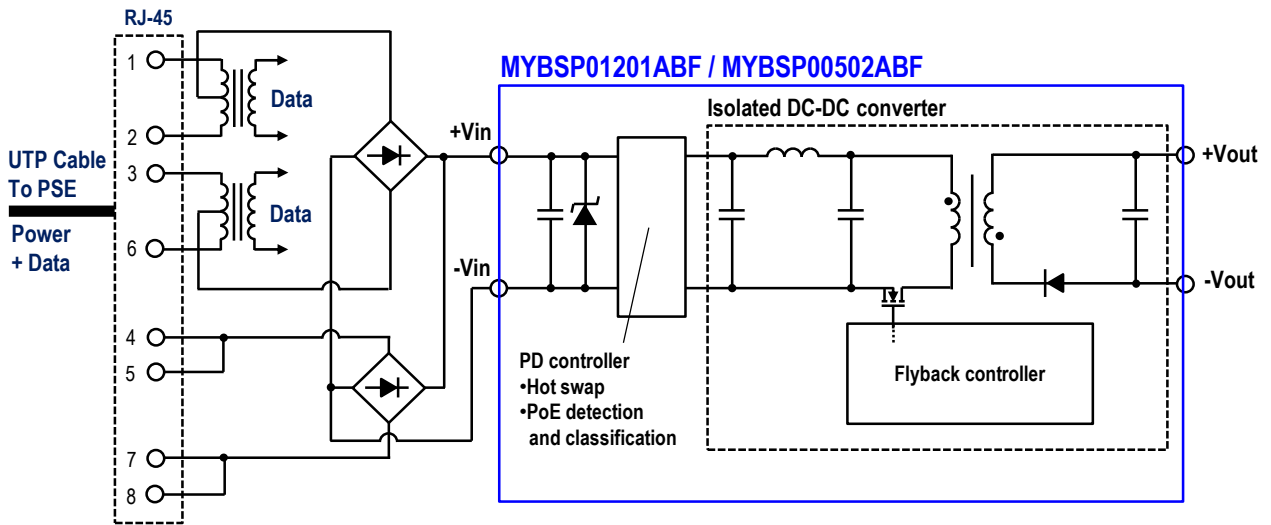 RJ-45
1
2
3
6
4
5
7
8
UTP Cable
To PSE
Power
+ Data
Data
Data
+Vin
-Vin
MYBSP01201ABF / MYBSP00502ABF
Isolated DC-DC converter
PD controller
•Hot swap
•PoE detection
and classification
Flyback controller
+Vout
-Vout